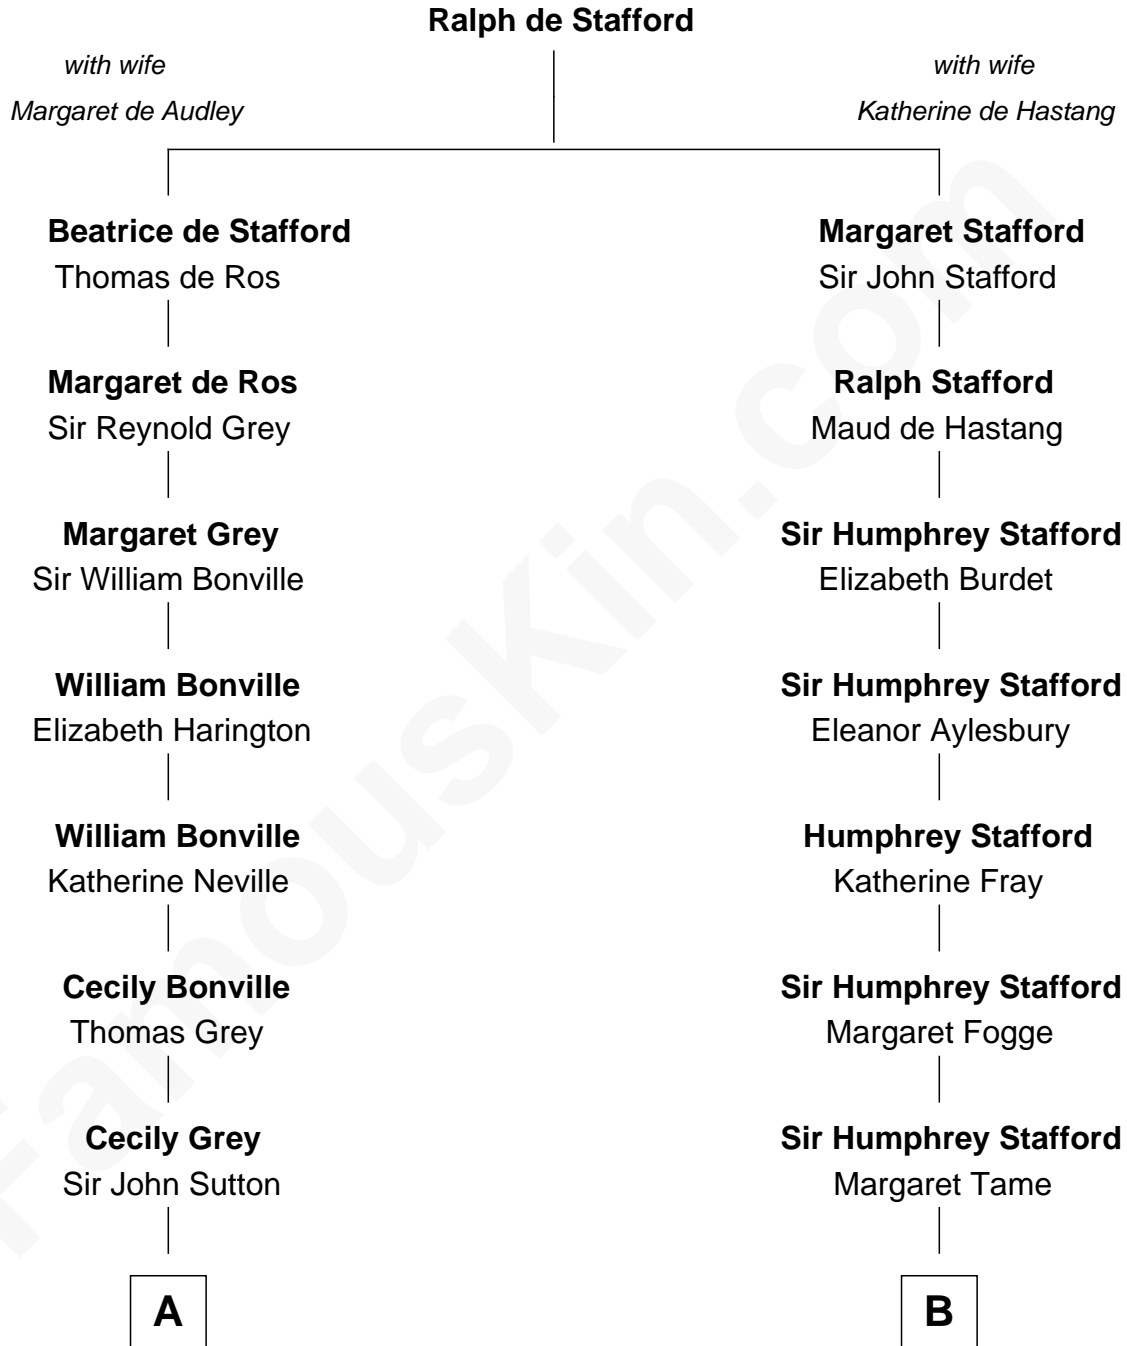 Ralph de Stafford
with wife
Margaret de Audley
with wife
Katherine de Hastang
Beatrice de Stafford
Thomas de Ros
Margaret Stafford
Sir John Stafford
Margaret de Ros
Sir Reynold Grey
Ralph Stafford
Maud de Hastang
Margaret Grey
Sir William Bonville
Sir Humphrey Stafford
Elizabeth Burdet
William Bonville
Elizabeth Harington
Sir Humphrey Stafford
Eleanor Aylesbury
William Bonville
Katherine Neville
Humphrey Stafford
Katherine Fray
Cecily Bonville
Thomas Grey
Sir Humphrey Stafford
Margaret Fogge
Cecily Grey
Sir John Sutton
Sir Humphrey Stafford
Margaret Tame
A
B
FamousKin.com